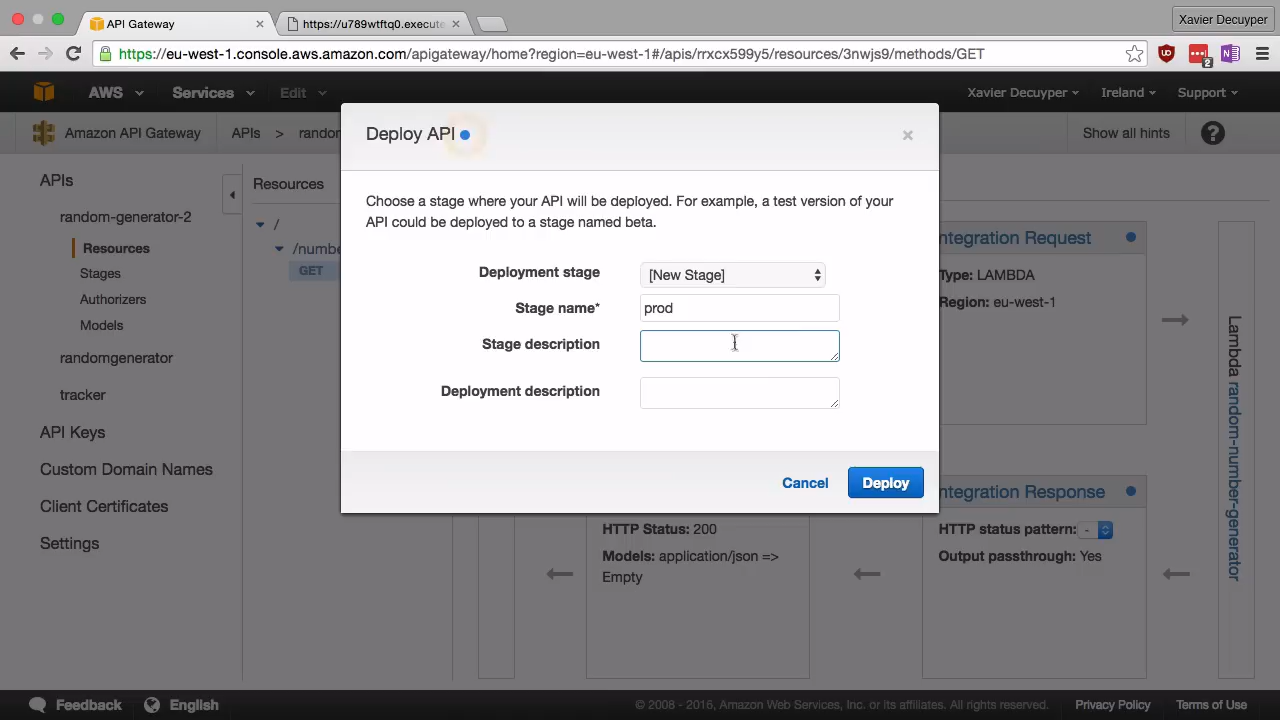 API Gateway
https://u789wtftq0.execute
Xavier Decuyper
https://eu-west-1.console.aws.amazon.com/apigateway/home?region=eu-west-1#/apis/rrxcx599y5/resources/3nwjs9/methods/GET
2
AWS Services Edit Xavier Decuyper Ireland Support
Amazon API Gateway APIs > random Show all hints ?
APIs
random-generator-2
Resources
Stages
Authorizers
Models
randomgenerator
tracker
API Keys
Custom Domain Names
Client Certificates
Settings
Resources
/
/numbe
GET
Deploy API
×
Choose a stage where your API will be deployed. For example, a test version of your
API could be deployed to a stage named beta.
Deployment stage [New Stage]
Stage name* prod
Stage description
Deployment description
Cancel Deploy
ntegration Request
Type: LAMBDA
Region: eu-west-1
Lambda random-number-generator
HTTP Status: 200
Models: application/json =>
Empty
ntegration Response
HTTP status pattern: -
Output passthrough: Yes
Feedback English © 2008 - 2016, Amazon Web Services, Inc. or its affiliates. All rights reserved. Privacy Policy Terms of Use